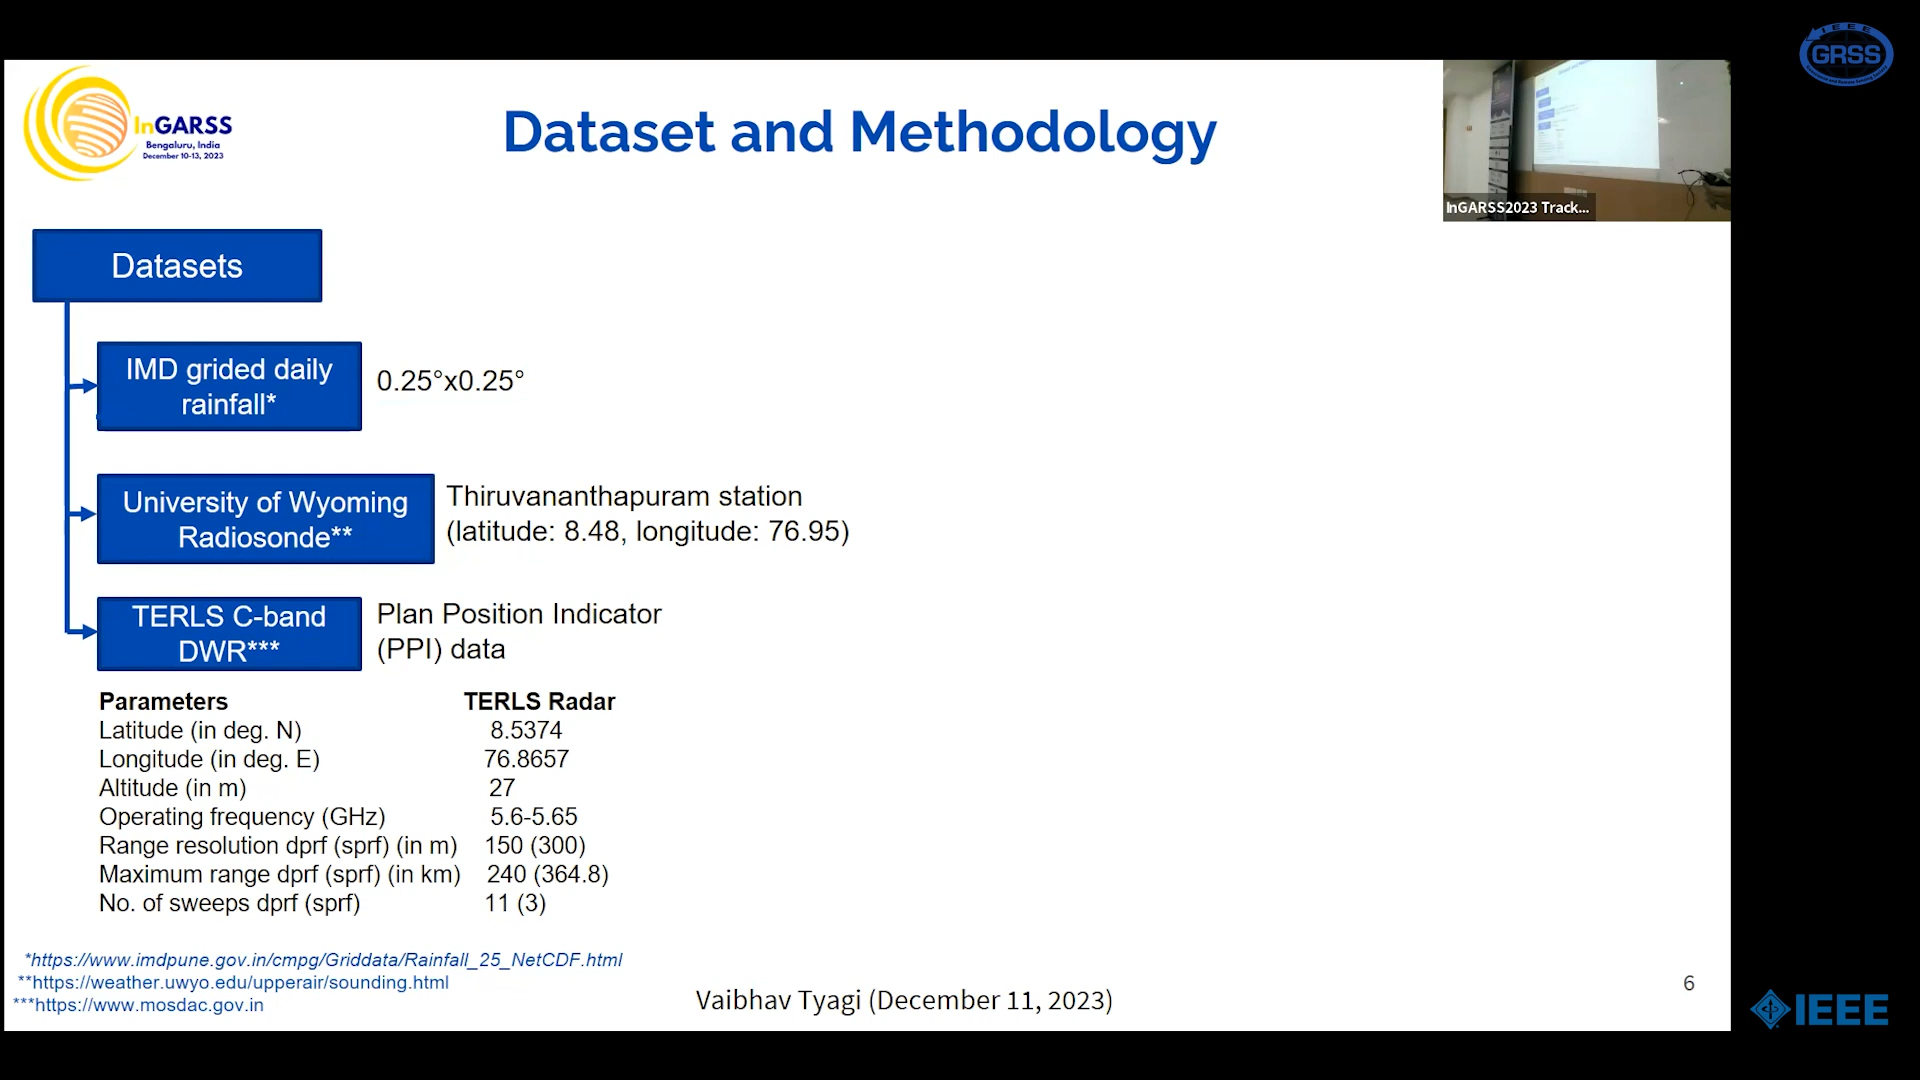 IEEE
GRSS
InGARSS
Bengaluru, India
December 10-13, 2023
Dataset and Methodology
InGARSS2023 Track...
Datasets
IMD grided daily
rainfall*
0.25°x0.25°
University of Wyoming
Radiosonde**
Thiruvananthapuram station
(latitude: 8.48, longitude: 76.95)
TERLS C-band
DWR***
Plan Position Indicator
(PPI) data
Parameters TERLS Radar
Latitude (in deg. N) 8.5374
Longitude (in deg. E) 76.8657
Altitude (in m) 27
Operating frequency (GHz) 5.6-5.65
Range resolution dprf (sprf) (in m) 150 (300)
Maximum range dprf (sprf) (in km) 240 (364.8)
No. of sweeps dprf (sprf) 11 (3)
*https://www.imdpune.gov.in/cmpg/Griddata/Rainfall_25_NetCDF.html
**https://weather.uwyo.edu/upperair/sounding.html
***https://www.mosdac.gov.in
Vaibhav Tyagi (December 11, 2023)
6
IEEE